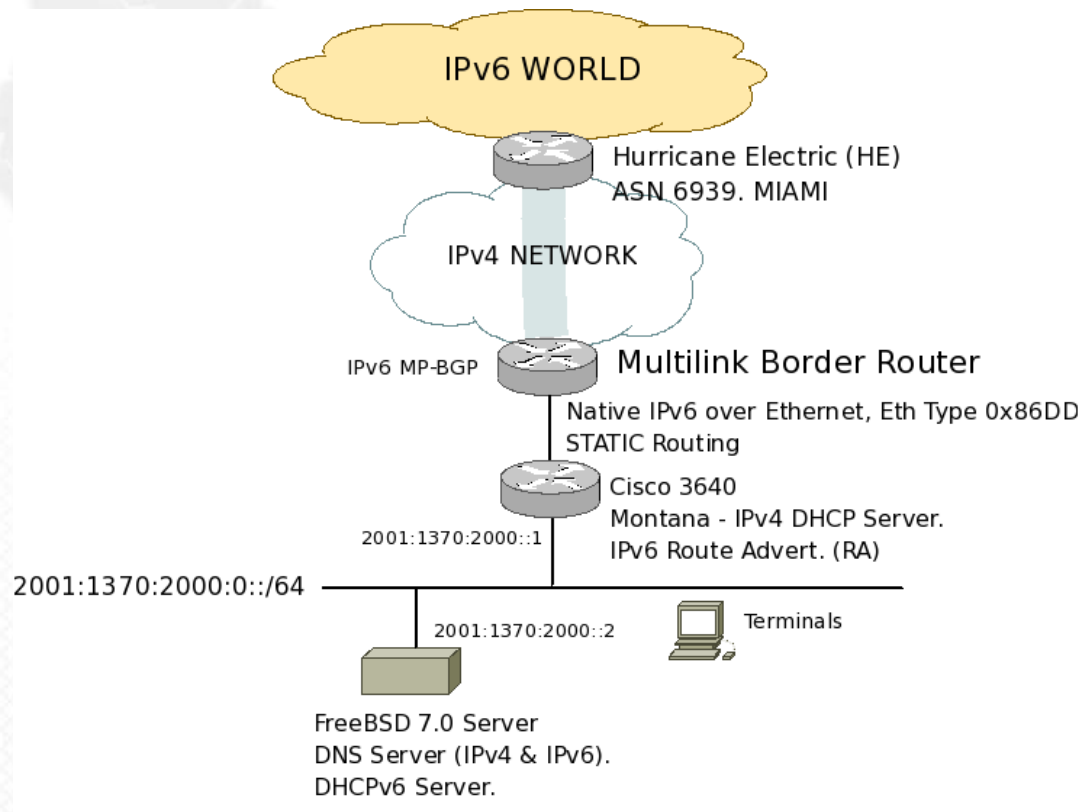 IPv6 WORLD
Hurricane Electric (HE)
ASN 6939. MIAMI
IPv4 NETWORK
IPv6 MP-BGP
Multilink Border Router
Native IPv6 over Ethernet, Eth Type 0x86DD
STATIC Routing
Cisco 3640
Montana - IPv4 DHCP Server.
IPv6 Route Advert. (RA)
2001:1370:2000::1
2001:1370:2000:0::/64
2001:1370:2000::2
Terminals
FreeBSD 7.0 Server
DNS Server (IPv4 & IPv6).
DHCPv6 Server.